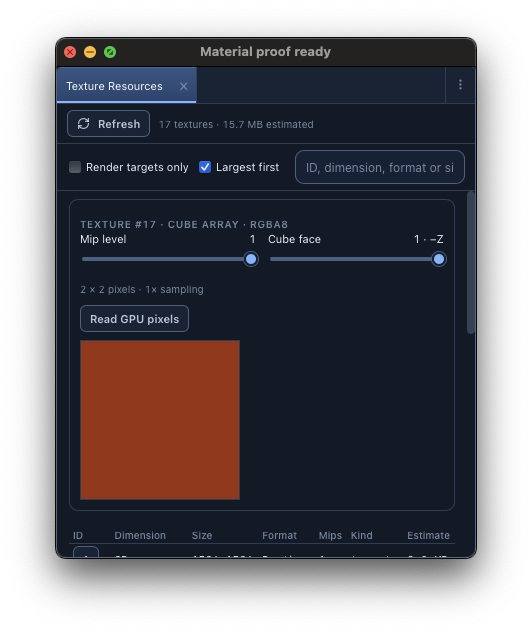 Material proof ready
Texture Resources
Refresh 17 textures · 15.7 MB estimated
Render targets only Largest first ID, dimension, format or si
TEXTURE #17 · CUBE ARRAY · RGBA8
Mip level 1 Cube face 1 · −Z
2 × 2 pixels · 1× sampling
Read GPU pixels
ID Dimension Size Format Mips Kind Estimate